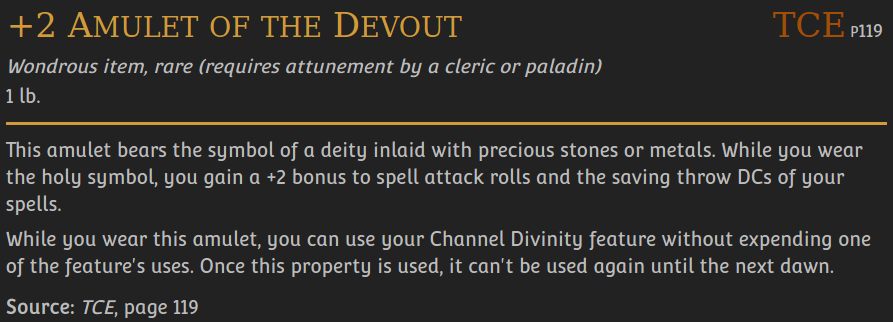 +2 Amulet of the Devout TCE p119
Wondrous item, rare (requires attunement by a cleric or paladin)
1 lb.
This amulet bears the symbol of a deity inlaid with precious stones or metals. While you wear
the holy symbol, you gain a +2 bonus to spell attack rolls and the saving throw DCs of your
spells.
While you wear this amulet, you can use your Channel Divinity feature without expending one
of the feature's uses. Once this property is used, it can't be used again until the next dawn.
Source: TCE, page 119